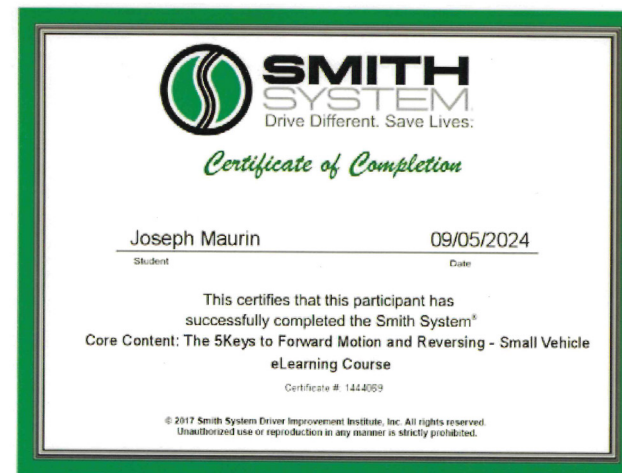 SMITH
SYSTEM
Drive Different. Save Lives.
Certificate of Completion
Joseph Maurin 09/05/2024
Student Date
This certifies that this participant has
successfully completed the Smith System®
Core Content: The 5Keys to Forward Motion and Reversing - Small Vehicle
eLearning Course
Certificate #: 1444069
© 2017 Smith System Driver Improvement Institute, Inc. All rights reserved.
Unauthorized use or reproduction in any manner is strictly prohibited.